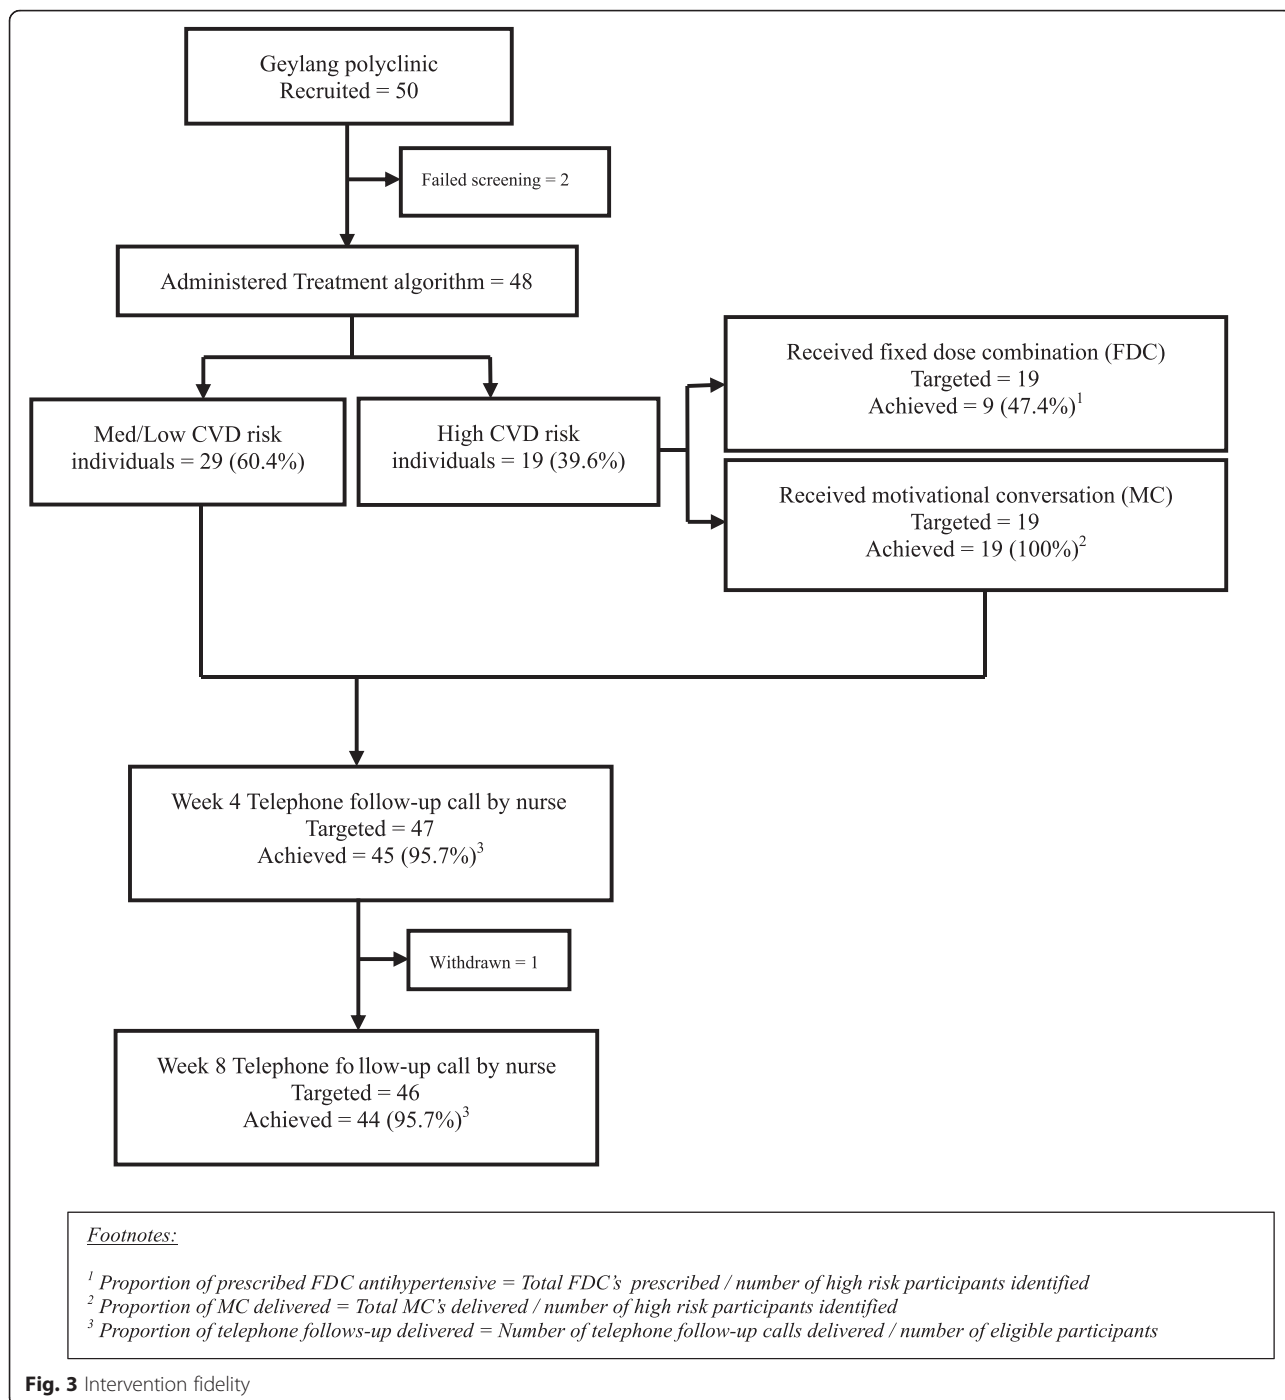 Geylang polyclinic
Recruited = 50
Failed screening = 2
Administered Treatment algorithm = 48
Med/Low CVD risk
individuals = 29 (60.4%)
High CVD risk
individuals = 19 (39.6%)
Received fixed dose combination (FDC)
Targeted = 19
Achieved = 9 (47.4%)1
Received motivational conversation (MC)
Targeted = 19
Achieved = 19 (100%)2
Week 4 Telephone follow-up call by nurse
Targeted = 47
Achieved = 45 (95.7%)3
Withdrawn = 1
Week 8 Telephone fo llow-up call by nurse
Targeted = 46
Achieved = 44 (95.7%)3
Footnotes:
1 Proportion of prescribed FDC antihypertensive = Total FDC's prescribed / number of high risk participants identified
2 Proportion of MC delivered = Total MC's delivered / number of high risk participants identified
3 Proportion of telephone follows-up delivered = Number of telephone follow-up calls delivered / number of eligible participants
Fig. 3 Intervention fidelity